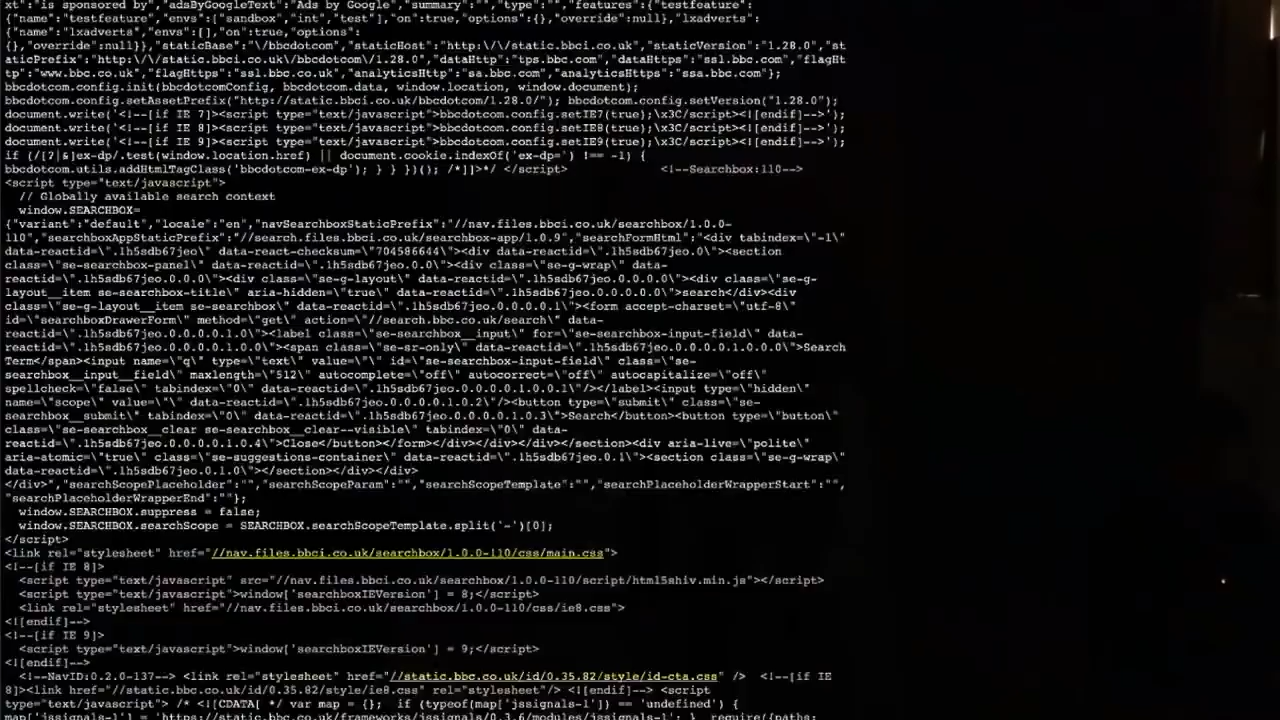 xt":"is sponsored by","adsByGoogleText":"Ads by Google","summary":"","type":"","features":{"testfeature":
{"name":"testfeature","envs":["sandbox","int","test"],"on":true,"options":{},"override":null},"lxadverts":
{"name":"lxadverts","envs":[],"on":true,"options":
{},"override":null}},"staticBase":"\/bbcdotcom","staticHost":"http:\/\/static.bbci.co.uk","staticVersion":"1.28.0","st
aticPrefix":"http:\/\/static.bbci.co.uk\/bbcdotcom\/1.28.0","dataHttp":"tps.bbc.com","dataHttps":"ssl.bbc.com","flagHt
tp":"www.bbc.co.uk","flagHttps":"ssl.bbc.co.uk","analyticsHttp":"sa.bbc.com","analyticsHttps":"ssa.bbc.com"};
bbcdotcom.config.init(bbcdotcomConfig, bbcdotcom.data, window.location, window.document);
bbcdotcom.config.setAssetPrefix("http://static.bbci.co.uk/bbcdotcom/1.28.0/"); bbcdotcom.config.setVersion("1.28.0");
document.write('<!--[if IE 7]><script type="text/javascript">bbcdotcom.config.setIE7(true);\x3C/script><![endif]-->');
document.write('<!--[if IE 8]><script type="text/javascript">bbcdotcom.config.setIE8(true);\x3C/script><![endif]-->');
document.write('<!--[if IE 9]><script type="text/javascript">bbcdotcom.config.setIE9(true);\x3C/script><![endif]-->');
if (/[?|&]ex-dp/.test(window.location.href) || document.cookie.indexOf('ex-dp=') !== -1) {
bbcdotcom.utils.addHtmlTagClass('bbcdotcom-ex-dp'); } } })(); /*]]>*/ </script> <!--Searchbox:110-->
<script type="text/javascript">
// Globally available search context
window.SEARCHBOX=
{"variant":"default","locale":"en","navSearchboxStaticPrefix":"//nav.files.bbci.co.uk/searchbox/1.0.0-
110","searchboxAppStaticPrefix":"//search.files.bbci.co.uk/searchbox-app/1.0.9","searchFormHtml":"<div tabindex=\"-1\"
data-reactid=\".1h5sdb67jeo\" data-react-checksum=\"704586644\"><div data-reactid=\".1h5sdb67jeo.0\"><section
class=\"se-searchbox-panel\" data-reactid=\".1h5sdb67jeo.0.0\"><div class=\"se-g-wrap\" data-
reactid=\".1h5sdb67jeo.0.0.0\"><div class=\"se-g-layout\" data-reactid=\".1h5sdb67jeo.0.0.0.0\"><div class=\"se-g-
layout__item se-searchbox-title\" aria-hidden=\"true\" data-reactid=\".1h5sdb67jeo.0.0.0.0.0\">search</div><div
class=\"se-g-layout__item se-searchbox\" data-reactid=\".1h5sdb67jeo.0.0.0.0.1\"><form accept-charset=\"utf-8\"
id=\"searchboxDrawerForm\" method=\"get\" action=\"//search.bbc.co.uk/search\" data-
reactid=\".1h5sdb67jeo.0.0.0.0.1.0\"><label class=\"se-searchbox__input\" for=\"se-searchbox-input-field\" data-
reactid=\".1h5sdb67jeo.0.0.0.0.1.0.0\"><span class=\"se-sr-only\" data-reactid=\".1h5sdb67jeo.0.0.0.0.1.0.0.0\">Search
Term</span><input name=\"q\" type=\"text\" value=\"\" id=\"se-searchbox-input-field\" class=\"se-
searchbox__input__field\" maxlength=\"512\" autocomplete=\"off\" autocorrect=\"off\" autocapitalize=\"off\"
spellcheck=\"false\" tabindex=\"0\" data-reactid=\".1h5sdb67jeo.0.0.0.0.1.0.0.1\"/></label><input type=\"hidden\"
name=\"scope\" value=\"\" data-reactid=\".1h5sdb67jeo.0.0.0.0.1.0.2\"/><button type=\"submit\" class=\"se-
searchbox__submit\" tabindex=\"0\" data-reactid=\".1h5sdb67jeo.0.0.0.0.1.0.3\">Search</button><button type=\"button\"
class=\"se-searchbox__clear se-searchbox__clear--visible\" tabindex=\"0\" data-
reactid=\".1h5sdb67jeo.0.0.0.0.1.0.4\">Close</button></form></div></div></div></section><div aria-live=\"polite\"
aria-atomic=\"true\" class=\"se-suggestions-container\" data-reactid=\".1h5sdb67jeo.0.1\"><section class=\"se-g-wrap\"
data-reactid=\".1h5sdb67jeo.0.1.0\"></section></div></div>
</div>","searchScopePlaceholder":"","searchScopeParam":"","searchScopeTemplate":"","searchPlaceholderWrapperStart":"",
"searchPlaceholderWrapperEnd":""};
window.SEARCHBOX.suppress = false;
window.SEARCHBOX.searchScope = SEARCHBOX.searchScopeTemplate.split('-')[0];
</script>
<link rel="stylesheet" href="//nav.files.bbci.co.uk/searchbox/1.0.0-110/css/main.css">
<!--[if IE 8]>
<script type="text/javascript" src="//nav.files.bbci.co.uk/searchbox/1.0.0-110/script/html5shiv.min.js"></script>
<script type="text/javascript">window['searchboxIEVersion'] = 8;</script>
<link rel="stylesheet" href="//nav.files.bbci.co.uk/searchbox/1.0.0-110/css/ie8.css">
<![endif]-->
<!--[if IE 9]>
<script type="text/javascript">window['searchboxIEVersion'] = 9;</script>
<![endif]-->
<!--NavID:0.2.0-137--> <link rel="stylesheet" href="//static.bbc.co.uk/id/0.35.82/style/id-cta.css" /> <!--[if IE
8]><link href="//static.bbc.co.uk/id/0.35.82/style/ie8.css" rel="stylesheet"/> <![endif]--> <script
type="text/javascript"> /* <![CDATA[ */ var map = {}; if (typeof(map['jssignals-1']) == 'undefined') {
map['jssignals-1'] = 'https://static.bbc.co.uk/frameworks/jssignals/0.3.6/modules/jssignals-1'; } require({paths: